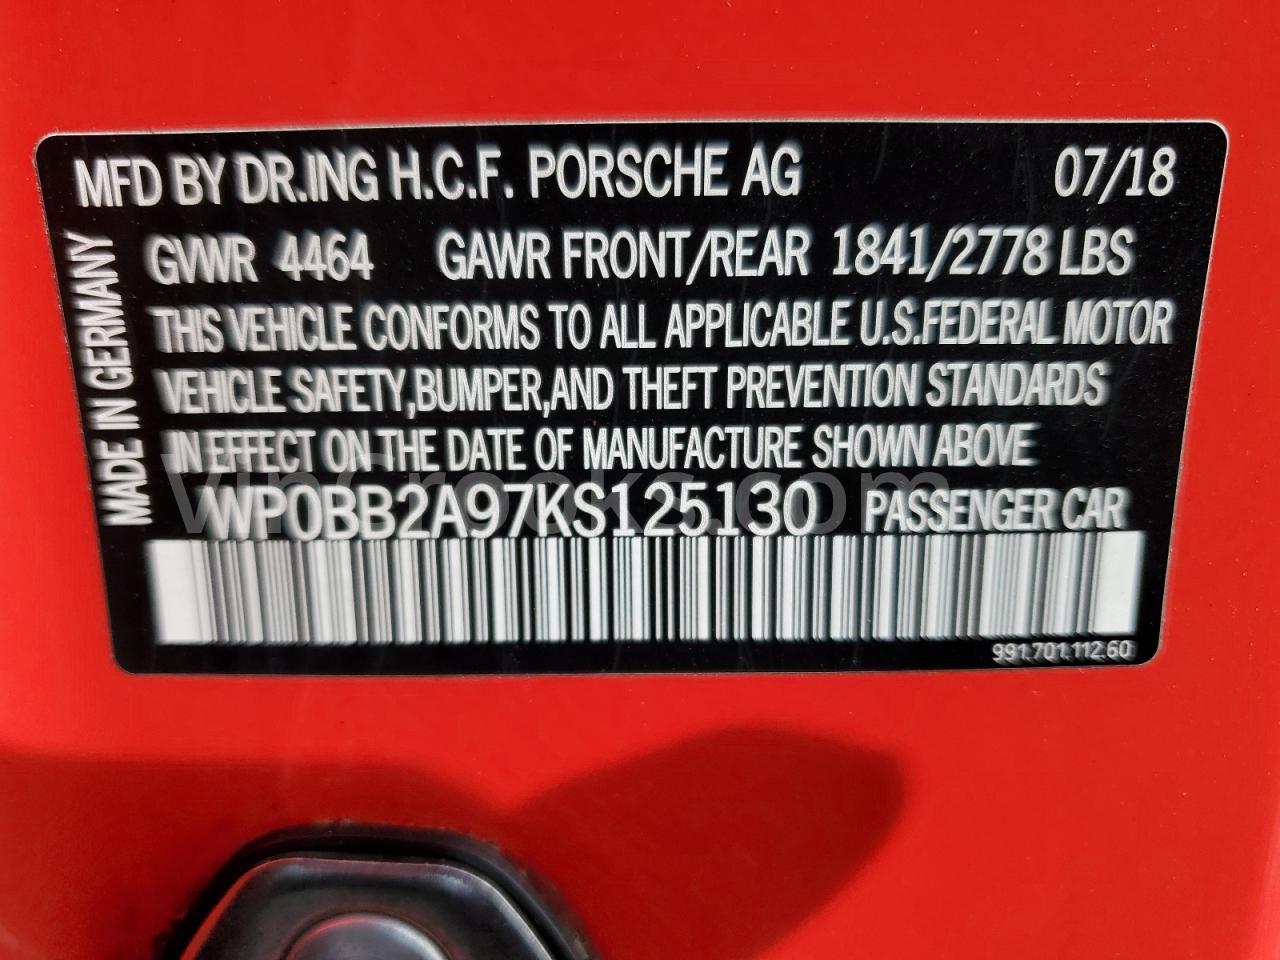 MFD BY DR.ING H.C.F. PORSCHE AG 07/18
MADE IN GERMANY
GVWR 4464 GAWR FRONT/REAR 1841/2778 LBS
THIS VEHICLE CONFORMS TO ALL APPLICABLE U.S.FEDERAL MOTOR
VEHICLE SAFETY,BUMPER,AND THEFT PREVENTION STANDARDS
IN EFFECT ON THE DATE OF MANUFACTURE SHOWN ABOVE
VinCrooks.com
WP0BB2A97KS125130 PASSENGER CAR
991.701.112.60